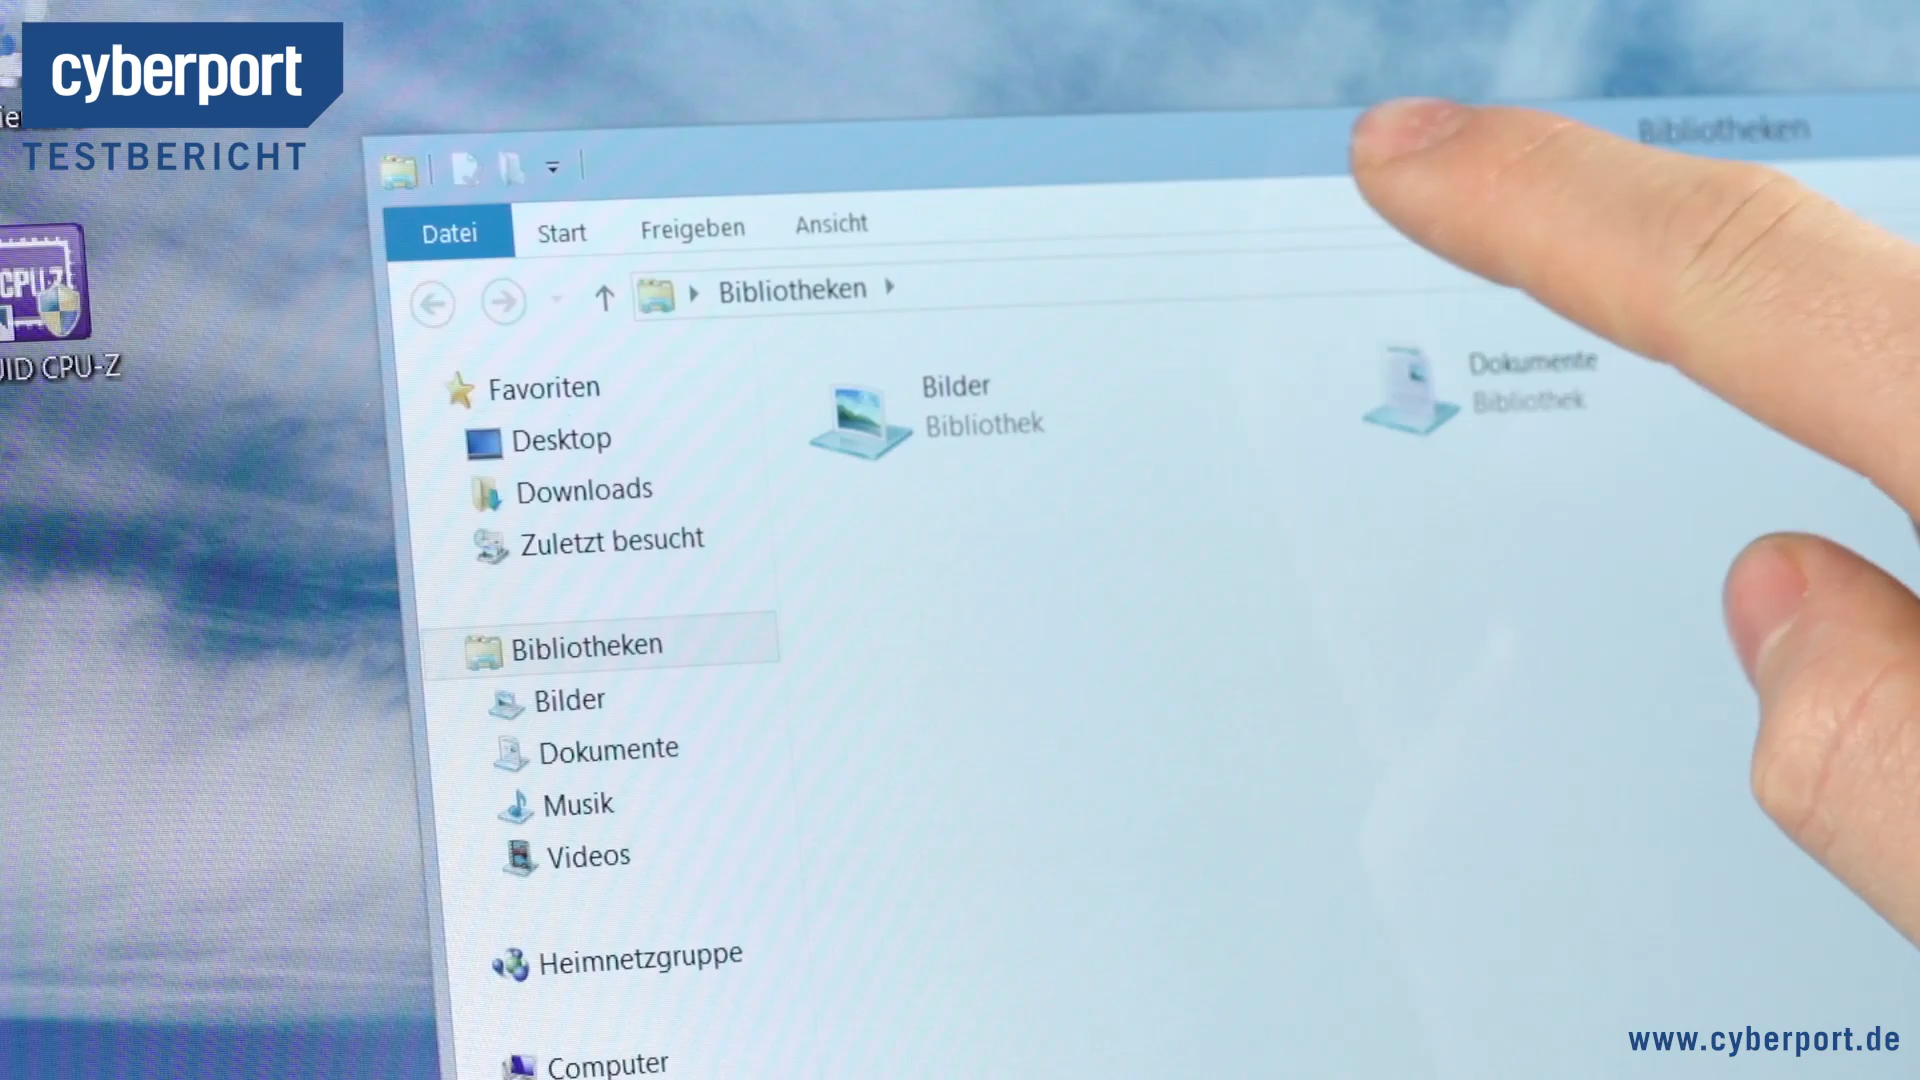 cyberport
TESTBERICHT
Bibliotheken
Datei Start Freigeben Ansicht
Bibliotheken
CPU-Z
CPU-Z
Favoriten
Desktop
Downloads
Zuletzt besucht
Bilder
Bibliothek
Dokumente
Bibliothek
Bibliotheken
Bilder
Dokumente
Musik
Videos
Heimnetzgruppe
Computer
www.cyberport.de